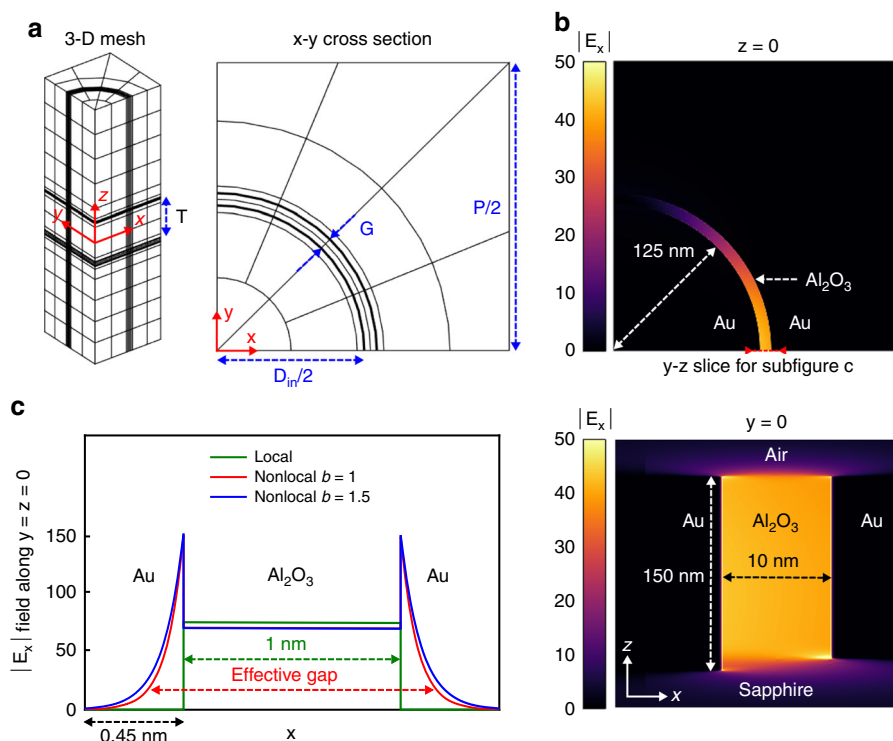 a
3-D mesh
x-y cross section
z
y
x
T
G
P/2
y
x
D_in/2
b
|E_x|
z = 0
50
40
30
20
10
0
125 nm
Al₂O₃
Au
Au
y-z slice for subfigure c
c
|E_x| field along y = z = 0
150
100
50
0
Local
Nonlocal b = 1
Nonlocal b = 1.5
Au
Al₂O₃
Au
1 nm
Effective gap
0.45 nm
x
|E_x|
y = 0
50
40
30
20
10
0
Air
Au
Al₂O₃
Au
10 nm
150 nm
z
x
Sapphire